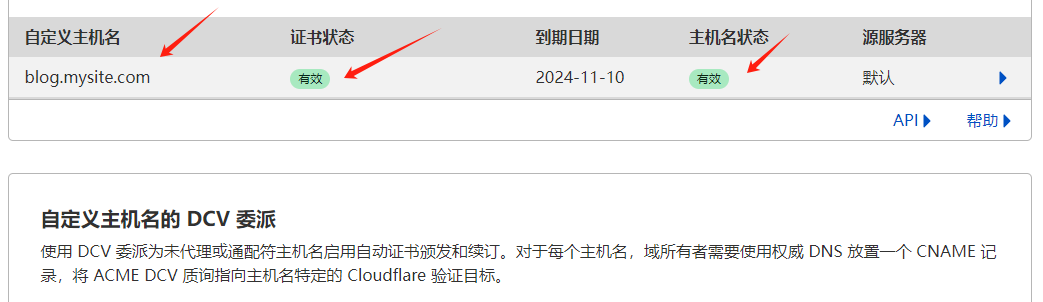 自定义主机名 证书状态 到期日期 主机名状态 源服务器
blog.mysite.com 有效 2024-11-10 有效 默认
API 帮助
自定义主机名的 DCV 委派
使用 DCV 委派为未代理或通配符主机名启用自动证书颁发和续订。对于每个主机名，域所有者需要使用权威 DNS 放置一个 CNAME 记
录，将 ACME DCV 质询指向主机名特定的 Cloudflare 验证目标。